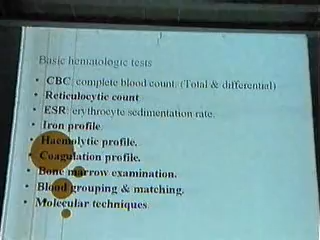 Basic hematologic tests
• CBC: complete blood count. (Total & differential)
• Reticulocytic count
• ESR: erythrocyte sedimentation rate.
• Iron profile.
• Haemolytic profile.
• Coagulation profile.
• Bone marrow examination.
• Blood grouping & matching.
• Molecular techniques.